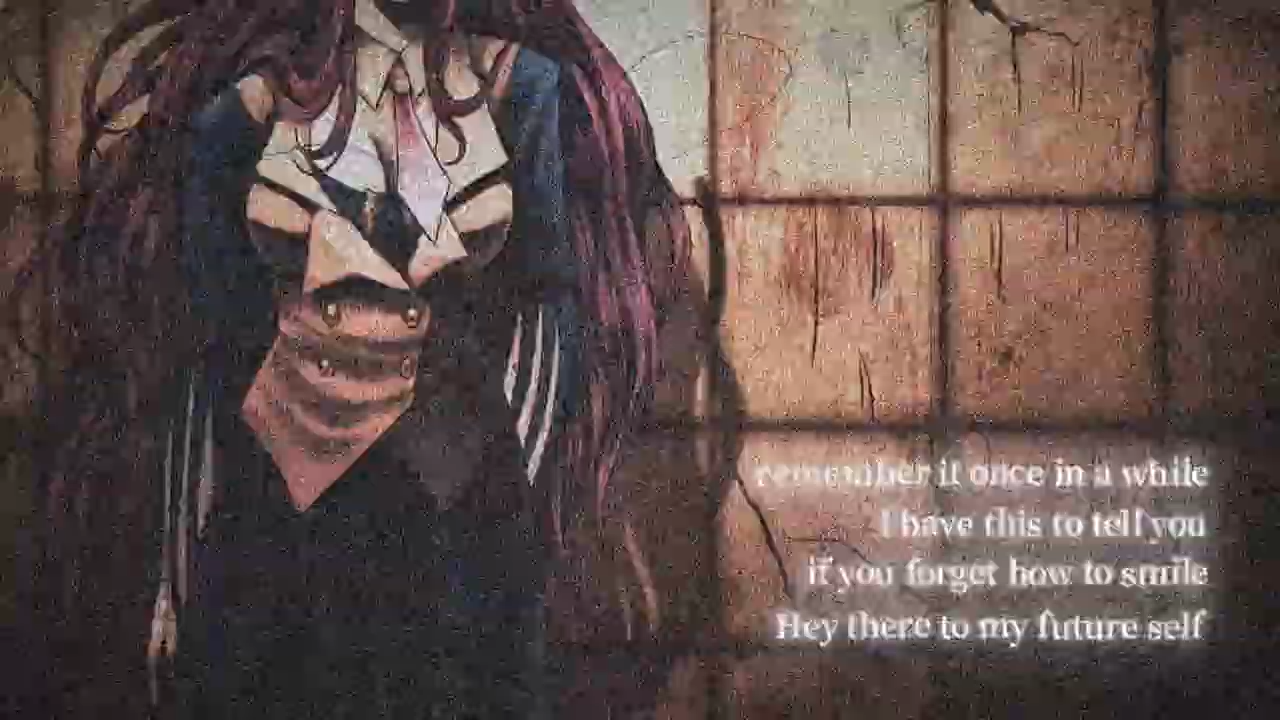 remember it once in a while
I have this to tell you
if you forget how to smile
Hey there to my future self